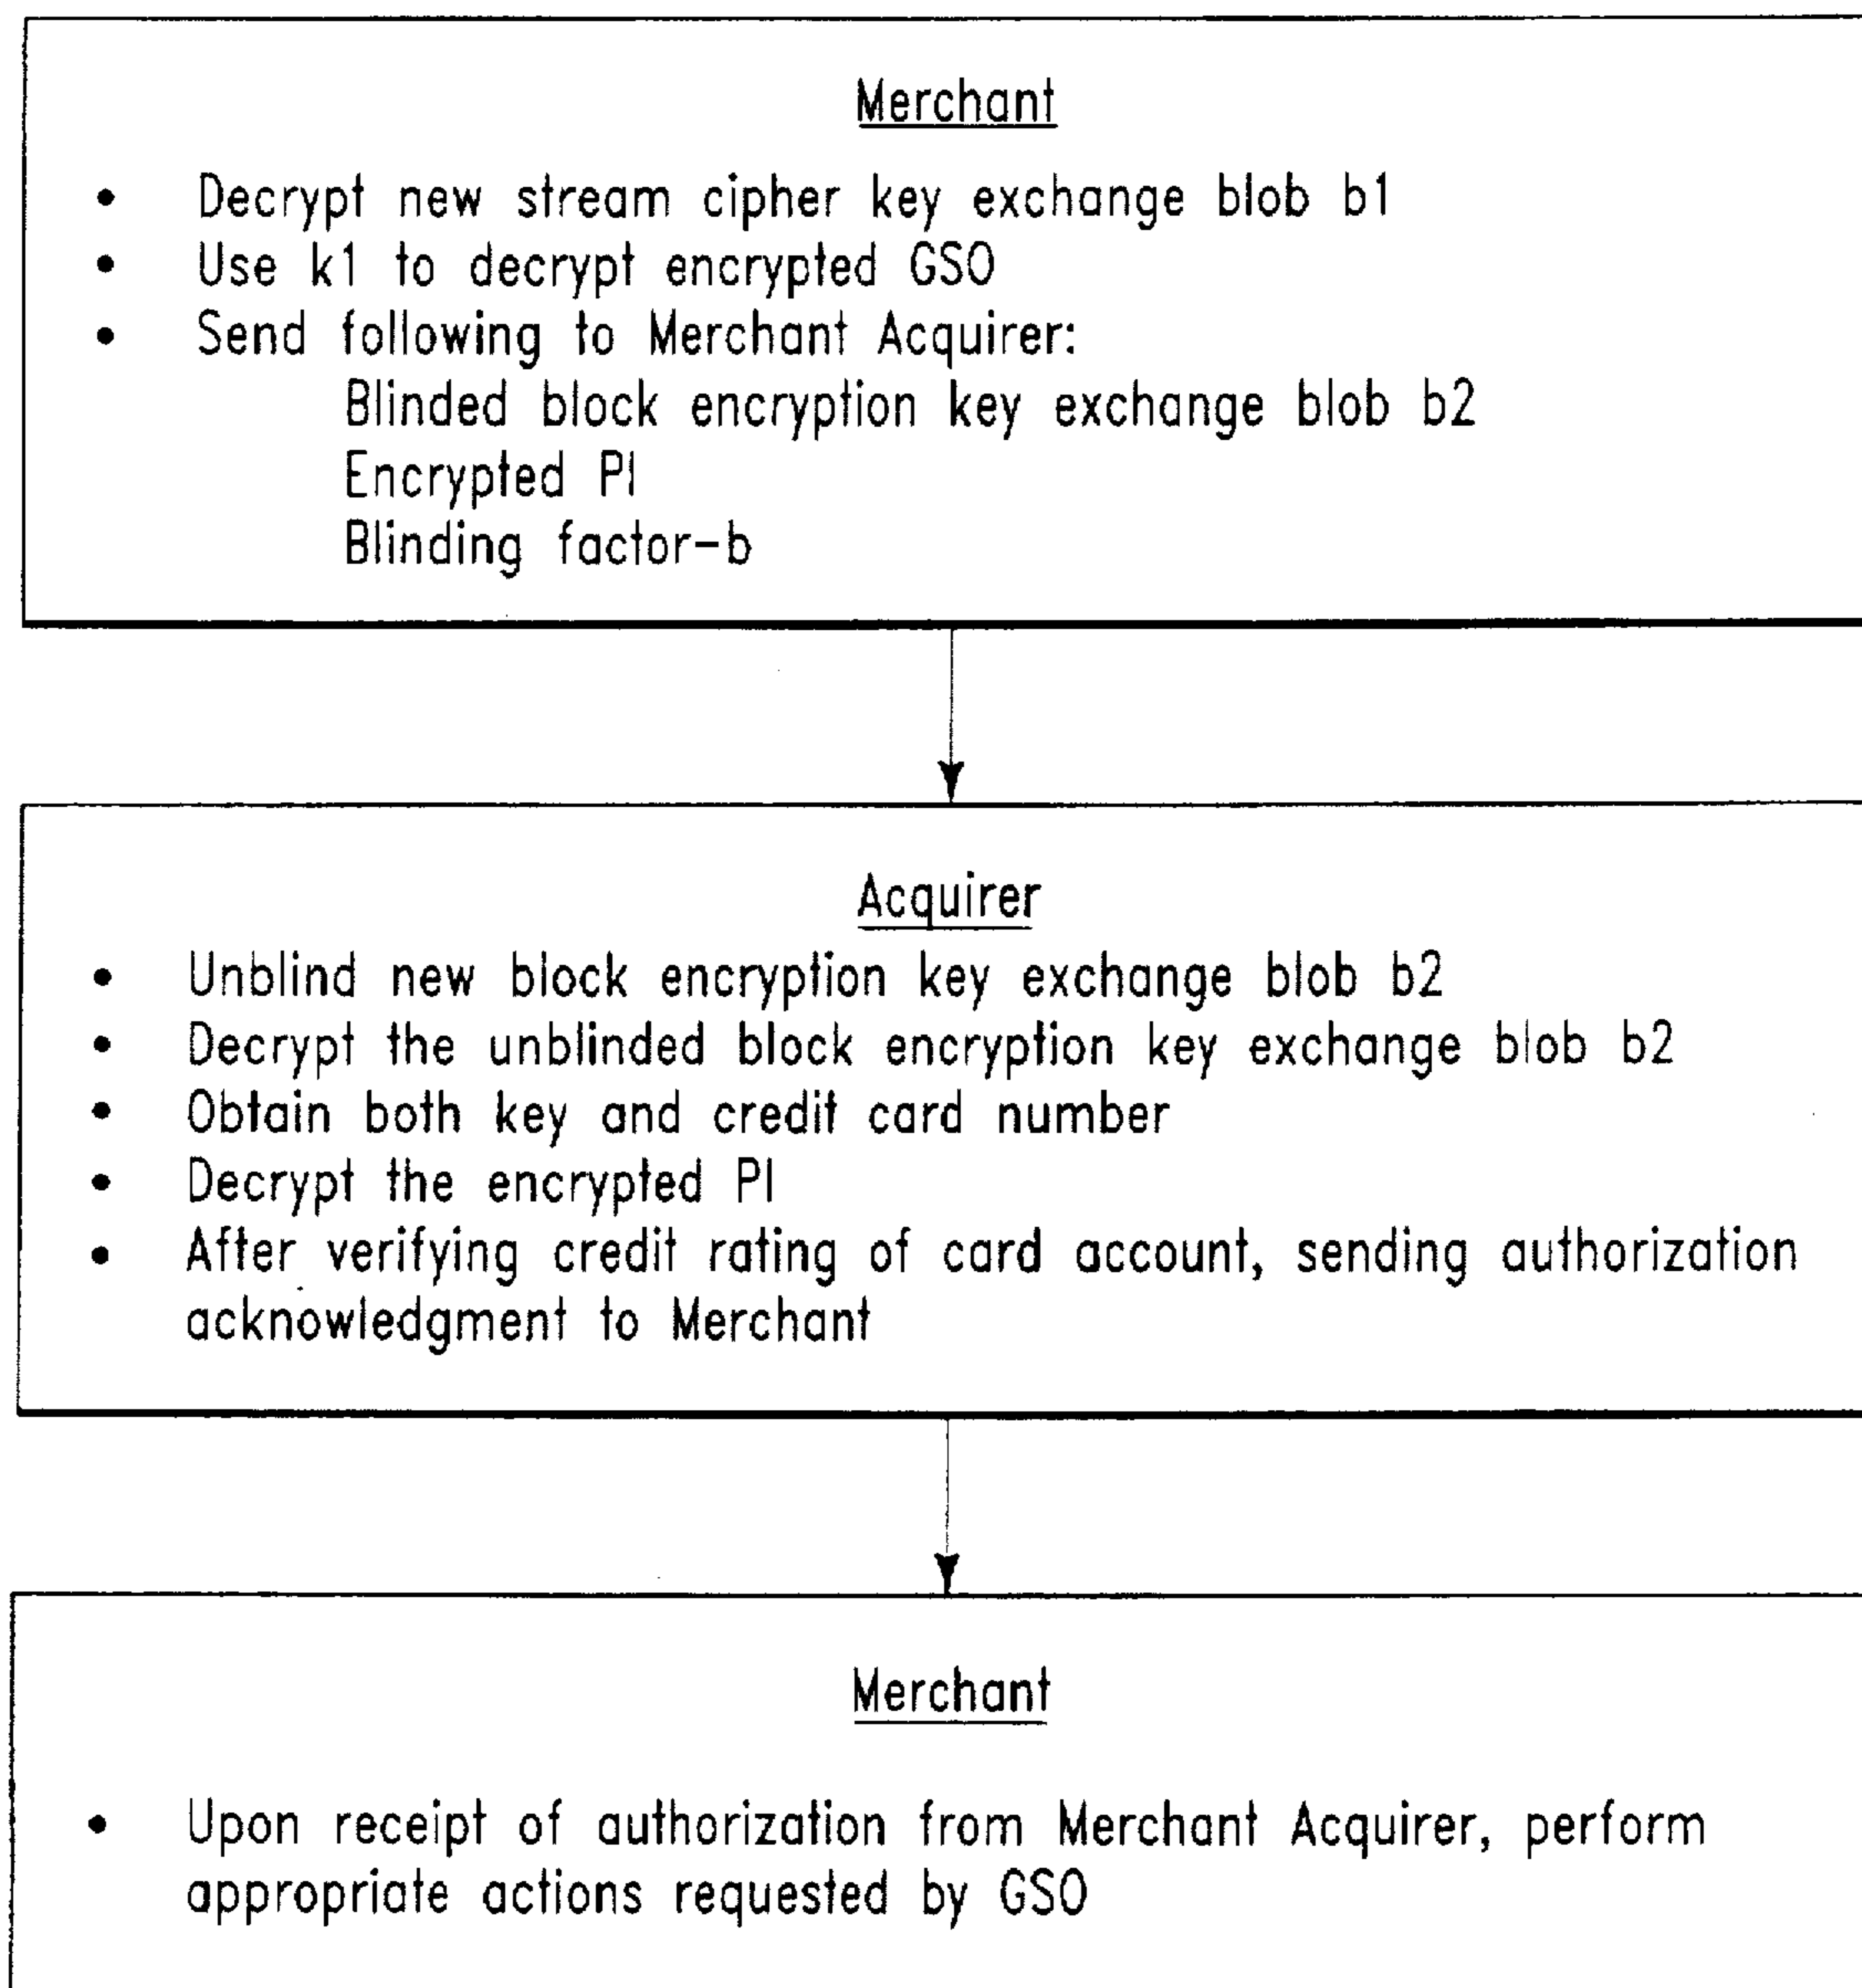 Merchant
• Decrypt new stream cipher key exchange blob b1
• Use k1 to decrypt encrypted GSO
• Send following to Merchant Acquirer:
Blinded block encryption key exchange blob b2
Encrypted PI
Blinding factor-b
Acquirer
• Unblind new block encryption key exchange blob b2
• Decrypt the unblinded block encryption key exchange blob b2
• Obtain both key and credit card number
• Decrypt the encrypted PI
• After verifying credit rating of card account, sending authorization
acknowledgment to Merchant
Merchant
• Upon receipt of authorization from Merchant Acquirer, perform
appropriate actions requested by GSO